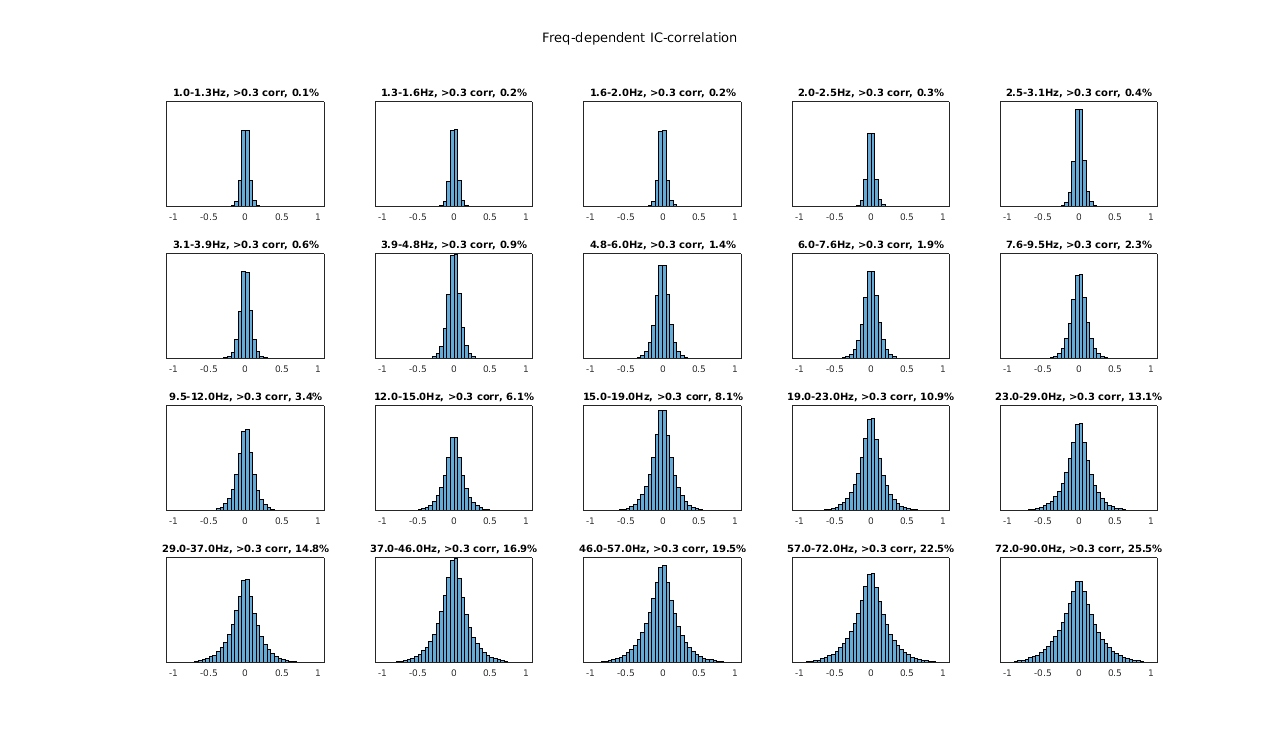 Freq-dependent IC-correlation
1.0-1.3Hz, >0.3 corr, 0.1% 1.3-1.6Hz, >0.3 corr, 0.2% 1.6-2.0Hz, >0.3 corr, 0.2% 2.0-2.5Hz, >0.3 corr, 0.3% 2.5-3.1Hz, >0.3 corr, 0.4%
-1 -0.5 0 0.5 1 -1 -0.5 0 0.5 1 -1 -0.5 0 0.5 1 -1 -0.5 0 0.5 1 -1 -0.5 0 0.5 1
3.1-3.9Hz, >0.3 corr, 0.6% 3.9-4.8Hz, >0.3 corr, 0.9% 4.8-6.0Hz, >0.3 corr, 1.4% 6.0-7.6Hz, >0.3 corr, 1.9% 7.6-9.5Hz, >0.3 corr, 2.3%
-1 -0.5 0 0.5 1 -1 -0.5 0 0.5 1 -1 -0.5 0 0.5 1 -1 -0.5 0 0.5 1 -1 -0.5 0 0.5 1
9.5-12.0Hz, >0.3 corr, 3.4% 12.0-15.0Hz, >0.3 corr, 6.1% 15.0-19.0Hz, >0.3 corr, 8.1% 19.0-23.0Hz, >0.3 corr, 10.9% 23.0-29.0Hz, >0.3 corr, 13.1%
-1 -0.5 0 0.5 1 -1 -0.5 0 0.5 1 -1 -0.5 0 0.5 1 -1 -0.5 0 0.5 1 -1 -0.5 0 0.5 1
29.0-37.0Hz, >0.3 corr, 14.8% 37.0-46.0Hz, >0.3 corr, 16.9% 46.0-57.0Hz, >0.3 corr, 19.5% 57.0-72.0Hz, >0.3 corr, 22.5% 72.0-90.0Hz, >0.3 corr, 25.5%
-1 -0.5 0 0.5 1 -1 -0.5 0 0.5 1 -1 -0.5 0 0.5 1 -1 -0.5 0 0.5 1 -1 -0.5 0 0.5 1